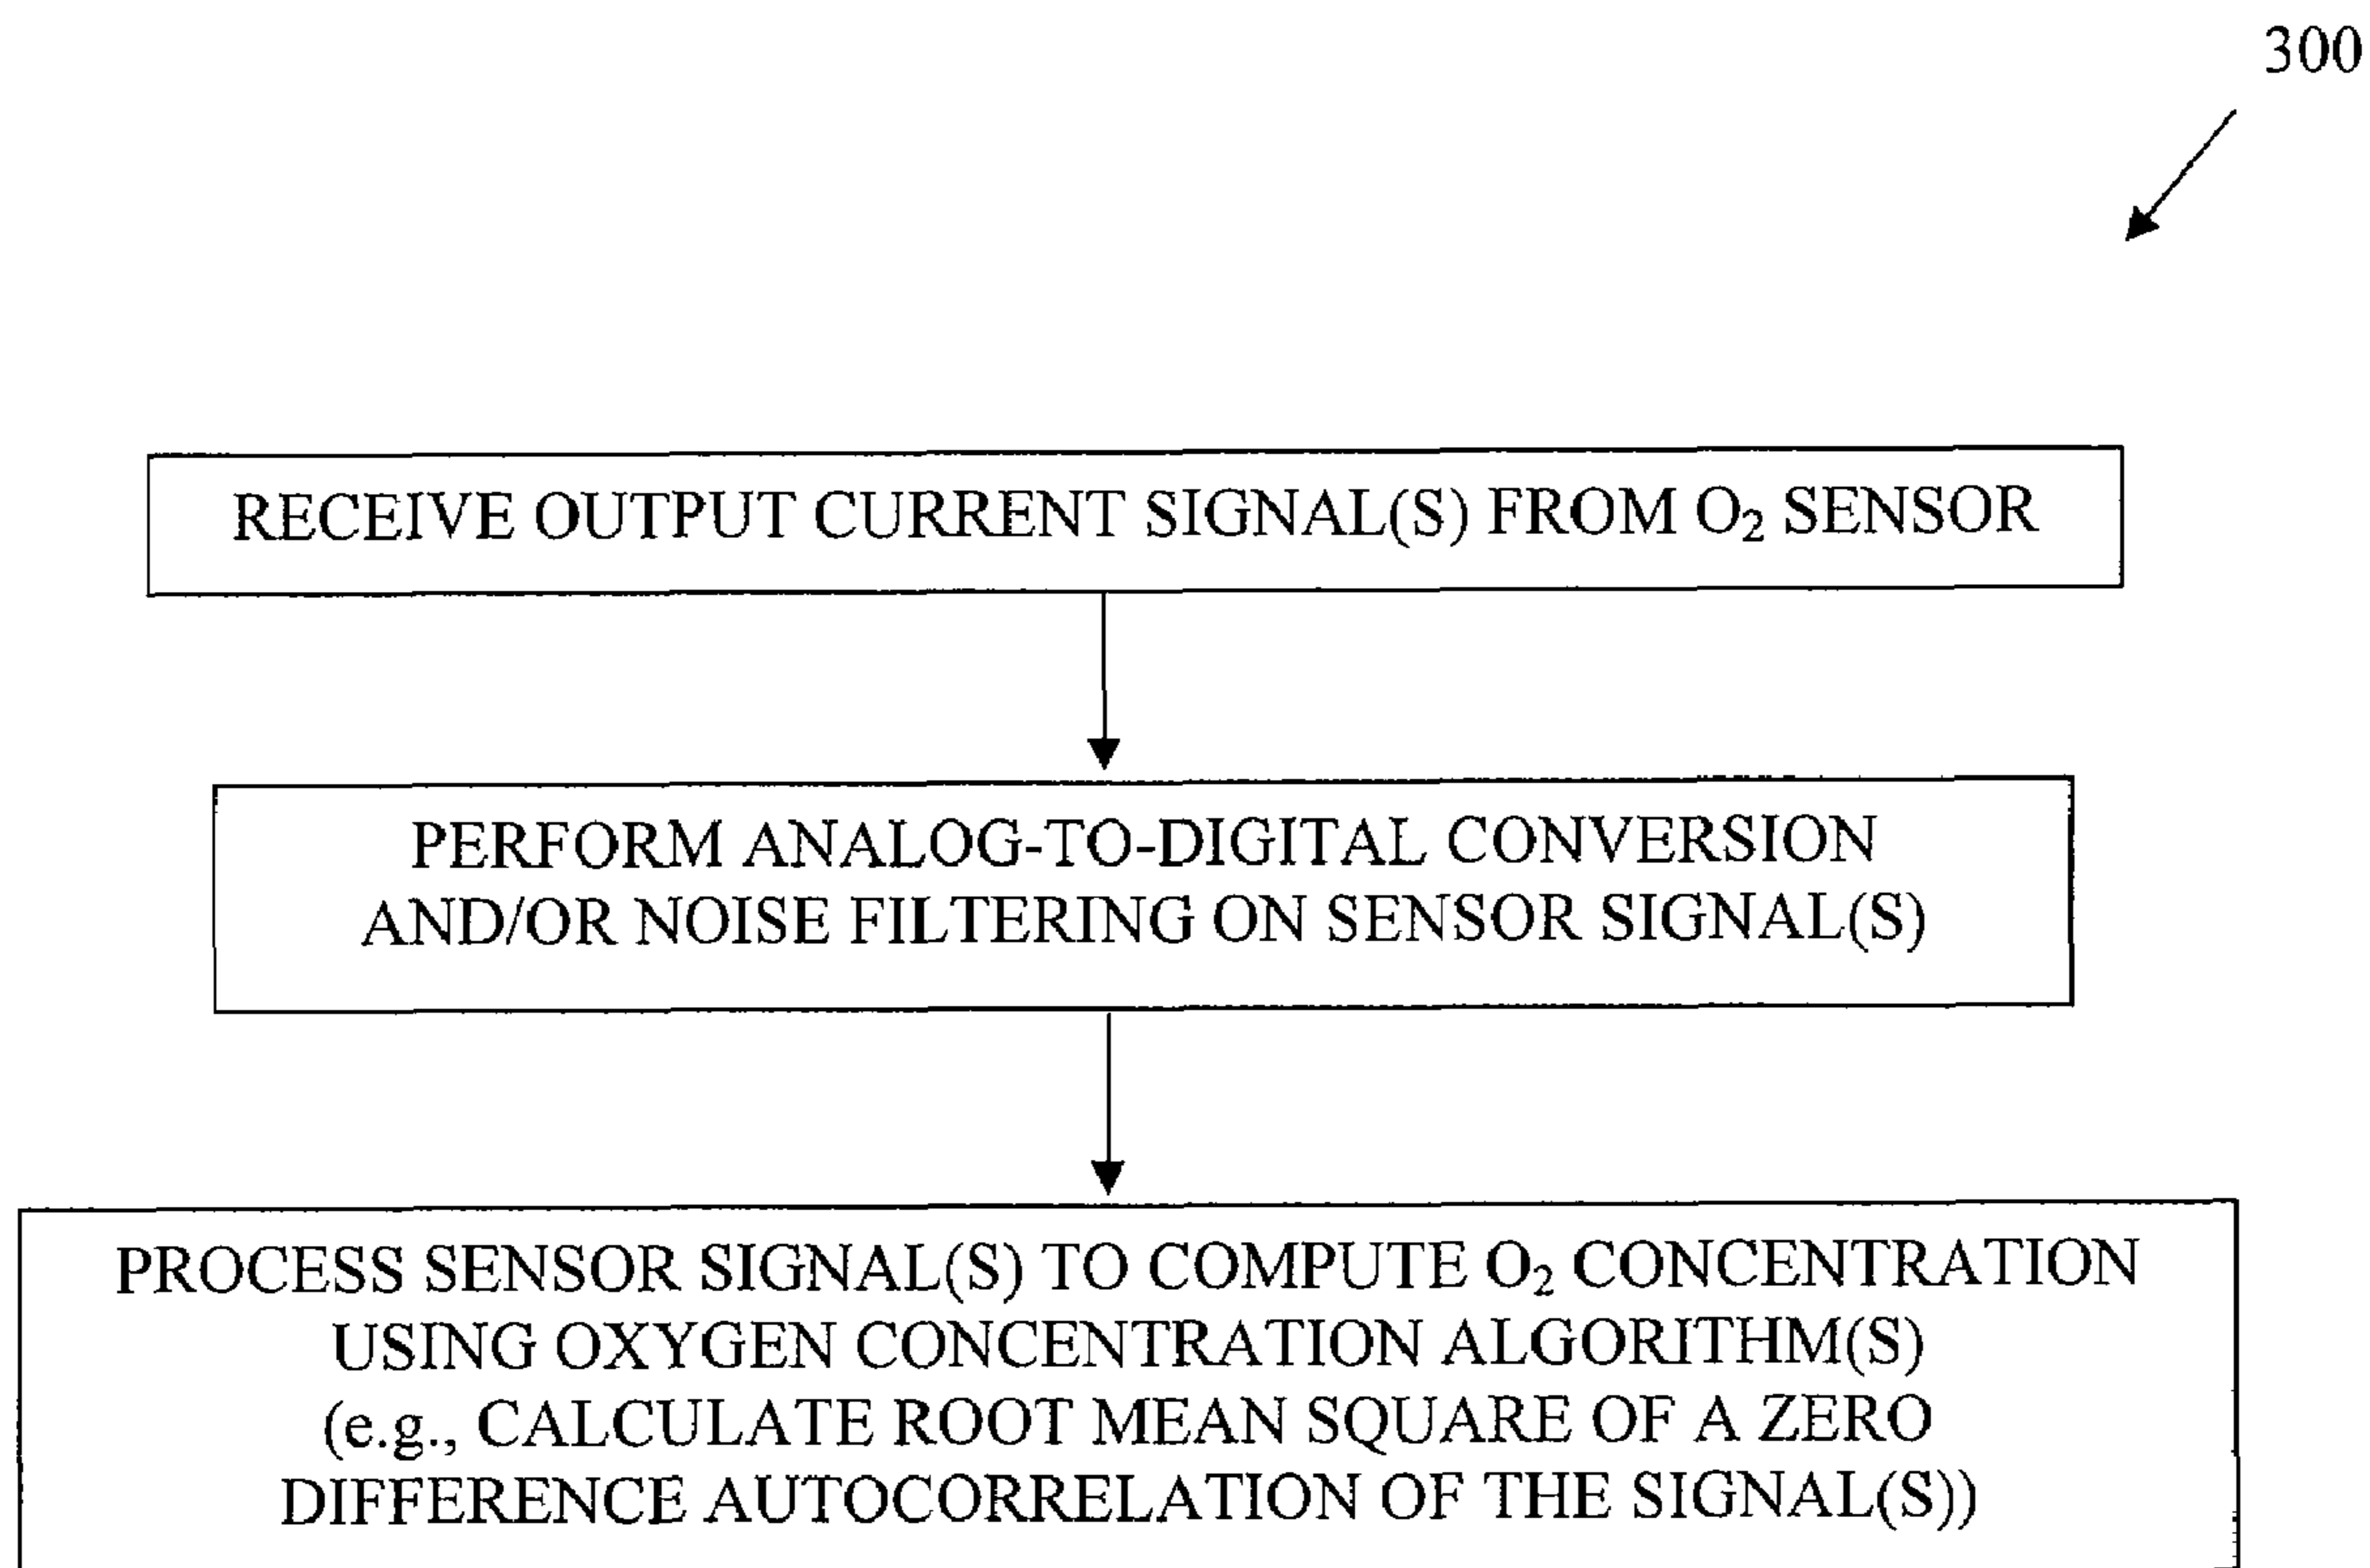 300
RECEIVE OUTPUT CURRENT SIGNAL(S) FROM O₂ SENSOR
PERFORM ANALOG-TO-DIGITAL CONVERSION
AND/OR NOISE FILTERING ON SENSOR SIGNAL(S)
PROCESS SENSOR SIGNAL(S) TO COMPUTE O₂ CONCENTRATION
USING OXYGEN CONCENTRATION ALGORITHM(S)
(e.g., CALCULATE ROOT MEAN SQUARE OF A ZERO
DIFFERENCE AUTOCORRELATION OF THE SIGNAL(S))